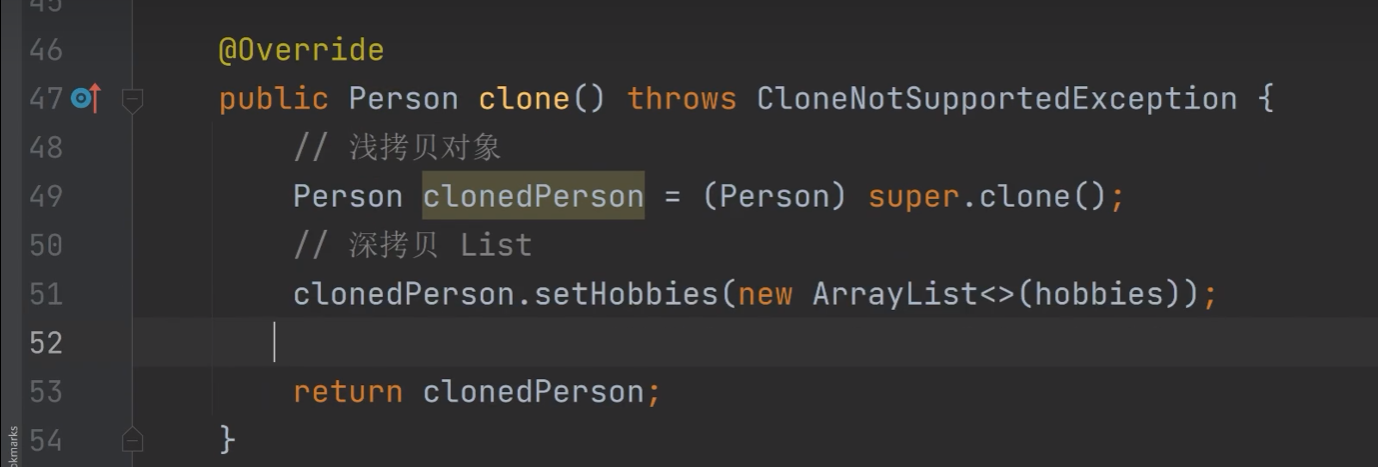 45
46 @Override
47 public Person clone() throws CloneNotSupportedException {
48 // 浅拷贝对象
49 Person clonedPerson = (Person) super.clone();
50 // 深拷贝 List
51 clonedPerson.setHobbies(new ArrayList<>(hobbies));
52
53 return clonedPerson;
54 }
okmarks